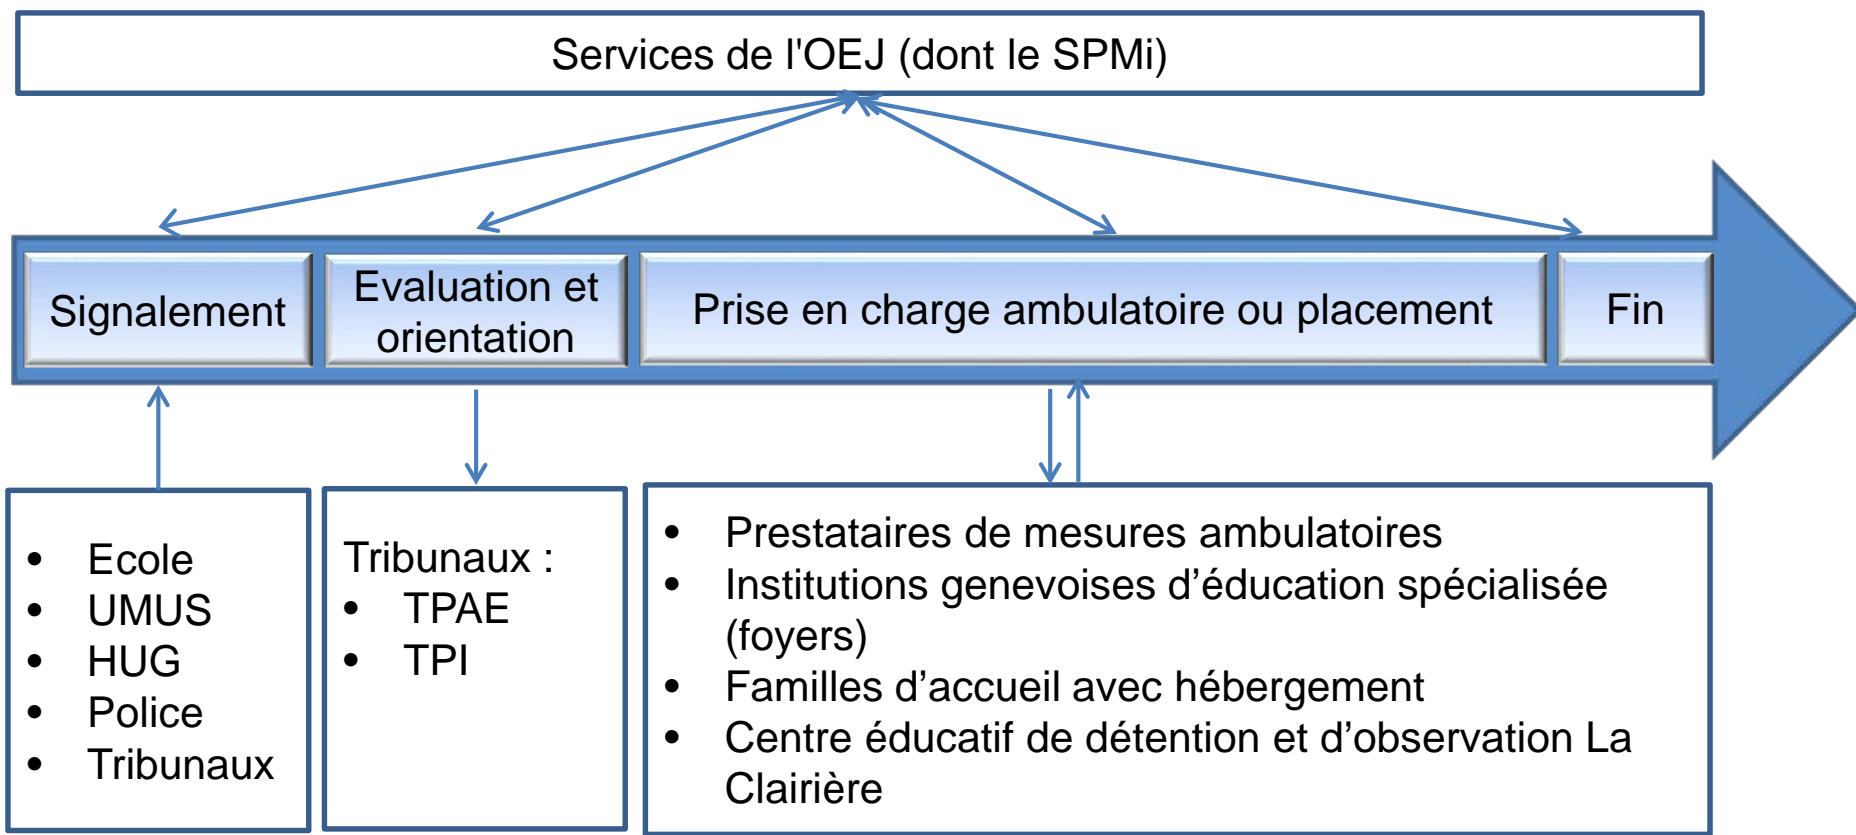 Services de l'OEJ (dont le SPMi)
Signalement
Evaluation et
orientation
Prise en charge ambulatoire ou placement
Fin
• Ecole
• UMUS
• HUG
• Police
• Tribunaux
Tribunaux :
• TPAE
• TPI
• Prestataires de mesures ambulatoires
• Institutions genevoises d’éducation spécialisée
(foyers)
• Familles d’accueil avec hébergement
• Centre éducatif de détention et d’observation La
Clairière